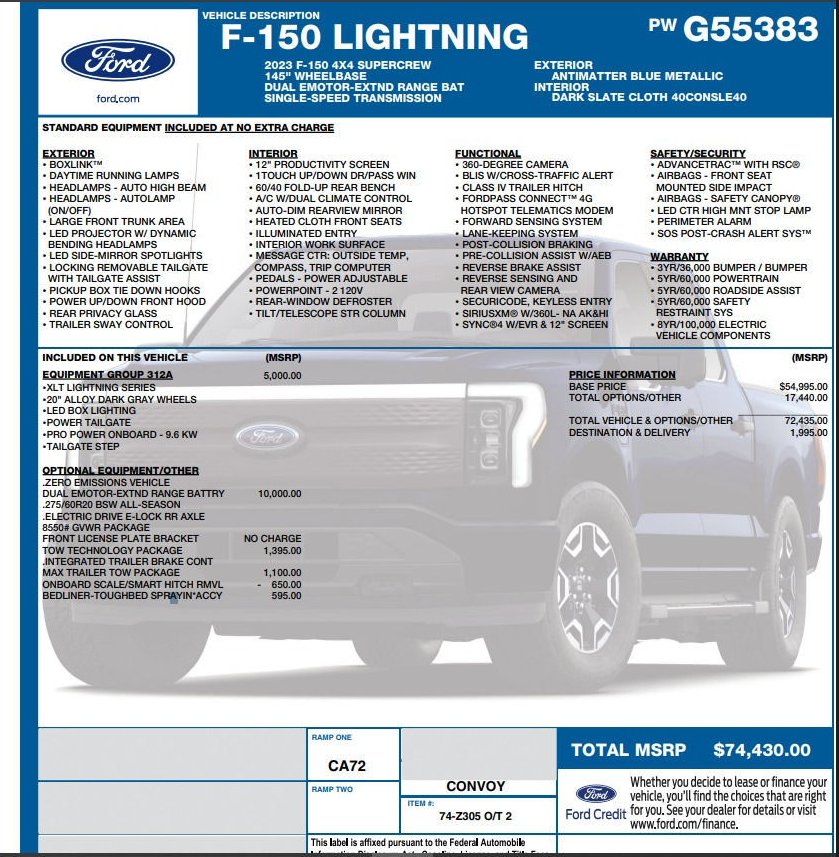 Ford
ford.com
VEHICLE DESCRIPTION
F-150 LIGHTNING
2023 F-150 4X4 SUPERCREW
145" WHEELBASE
DUAL EMOTOR-EXTND RANGE BAT
SINGLE-SPEED TRANSMISSION
PW G55383
EXTERIOR
ANTIMATTER BLUE METALLIC
INTERIOR
DARK SLATE CLOTH 40CONSLE40
STANDARD EQUIPMENT INCLUDED AT NO EXTRA CHARGE
EXTERIOR
• BOXLINK™
• DAYTIME RUNNING LAMPS
• HEADLAMPS - AUTO HIGH BEAM
• HEADLAMPS - AUTOLAMP
(ON/OFF)
• LARGE FRONT TRUNK AREA
• LED PROJECTOR W/ DYNAMIC
BENDING HEADLAMPS
• LED SIDE-MIRROR SPOTLIGHTS
• LOCKING REMOVABLE TAILGATE
WITH TAILGATE ASSIST
• PICKUP BOX TIE DOWN HOOKS
• POWER UP/DOWN FRONT HOOD
• REAR PRIVACY GLASS
• TRAILER SWAY CONTROL
INTERIOR
• 12" PRODUCTIVITY SCREEN
• 1TOUCH UP/DOWN DR/PASS WIN
• 60/40 FOLD-UP REAR BENCH
• A/C W/DUAL CLIMATE CONTROL
• AUTO-DIM REARVIEW MIRROR
• HEATED CLOTH FRONT SEATS
• ILLUMINATED ENTRY
• INTERIOR WORK SURFACE
• MESSAGE CTR: OUTSIDE TEMP,
COMPASS, TRIP COMPUTER
• PEDALS - POWER ADJUSTABLE
• POWERPOINT - 2 120V
• REAR-WINDOW DEFROSTER
• TILT/TELESCOPE STR COLUMN
FUNCTIONAL
• 360-DEGREE CAMERA
• BLIS W/CROSS-TRAFFIC ALERT
• CLASS IV TRAILER HITCH
• FORDPASS CONNECT™ 4G
HOTSPOT TELEMATICS MODEM
• FORWARD SENSING SYSTEM
• LANE-KEEPING SYSTEM
• POST-COLLISION BRAKING
• PRE-COLLISION ASSIST W/AEB
• REVERSE BRAKE ASSIST
• REVERSE SENSING AND
REAR VIEW CAMERA
• SECURICODE, KEYLESS ENTRY
• SIRIUSXM® W/360L- NA AK&HI
• SYNC®4 W/EVR & 12" SCREEN
SAFETY/SECURITY
• ADVANCETRAC™ WITH RSC®
• AIRBAGS - FRONT SEAT
MOUNTED SIDE IMPACT
• AIRBAGS - SAFETY CANOPY®
• LED CTR HIGH MNT STOP LAMP
• PERIMETER ALARM
• SOS POST-CRASH ALERT SYS™
WARRANTY
• 3YR/36,000 BUMPER / BUMPER
• 5YR/60,000 POWERTRAIN
• 5YR/60,000 ROADSIDE ASSIST
• 5YR/60,000 SAFETY
RESTRAINT SYS
• 8YR/100,000 ELECTRIC
VEHICLE COMPONENTS
INCLUDED ON THIS VEHICLE (MSRP)
EQUIPMENT GROUP 312A 5,000.00
•XLT LIGHTNING SERIES
•20" ALLOY DARK GRAY WHEELS
•LED BOX LIGHTING
•POWER TAILGATE
•PRO POWER ONBOARD - 9.6 KW
•TAILGATE STEP
OPTIONAL EQUIPMENT/OTHER
.ZERO EMISSIONS VEHICLE
DUAL EMOTOR-EXTND RANGE BATTRY 10,000.00
.275/60R20 BSW ALL-SEASON
.ELECTRIC DRIVE E-LOCK RR AXLE
8550# GVWR PACKAGE
FRONT LICENSE PLATE BRACKET NO CHARGE
TOW TECHNOLOGY PACKAGE 1,395.00
.INTEGRATED TRAILER BRAKE CONT
MAX TRAILER TOW PACKAGE 1,100.00
ONBOARD SCALE/SMART HITCH RMVL - 650.00
BEDLINER-TOUGHBED SPRAYIN*ACCY 595.00
(MSRP)
PRICE INFORMATION
BASE PRICE $54,995.00
TOTAL OPTIONS/OTHER 17,440.00
TOTAL VEHICLE & OPTIONS/OTHER 72,435.00
DESTINATION & DELIVERY 1,995.00
Ford
RAMP ONE
CA72
RAMP TWO
CONVOY
ITEM #:
74-Z305 O/T 2
TOTAL MSRP $74,430.00
Ford
Ford Credit
Whether you decide to lease or finance your
vehicle, you'll find the choices that are right
for you. See your dealer for details or visit
www.ford.com/finance.
This label is affixed pursuant to the Federal Automobile